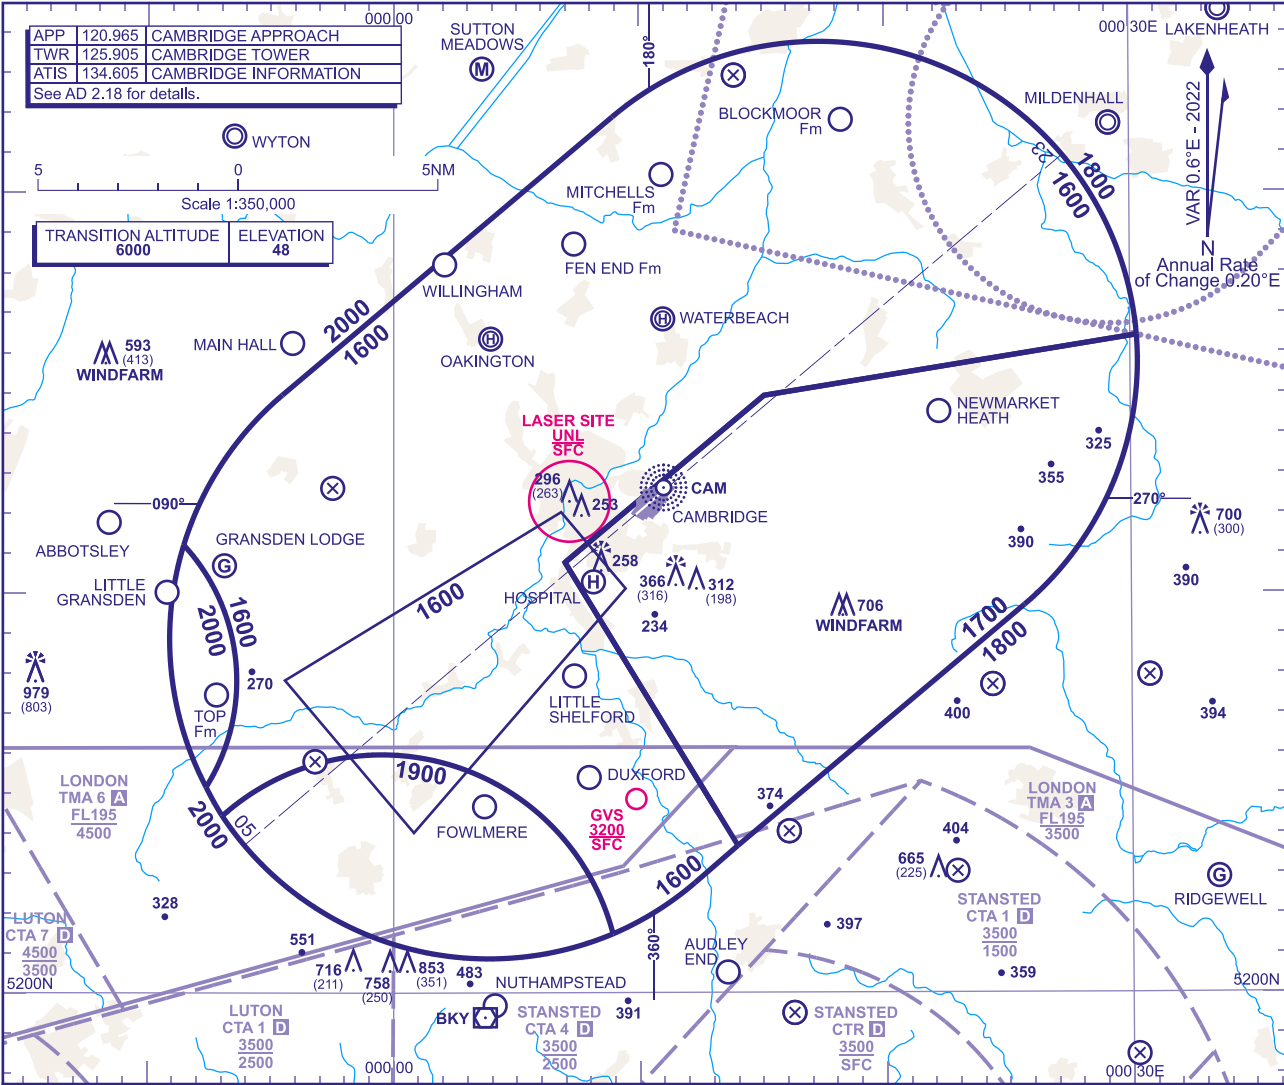 000 00
000 30E
LAKENHEATH
APP 120.965 CAMBRIDGE APPROACH
TWR 125.905 CAMBRIDGE TOWER
ATIS 134.605 CAMBRIDGE INFORMATION
See AD 2.18 for details.
SUTTON
MEADOWS
M
180°
BLOCKMOOR
Fm
MILDENHALL
WYTON
5 0 5NM
Scale 1:350,000
MITCHELLS
Fm
23
1800
1600
VAR 0.6°E - 2022
N
Annual Rate
of Change 0.20°E
TRANSITION ALTITUDE
6000
ELEVATION
48
FEN END Fm
WILLINGHAM
H WATERBEACH
2000
1600
MAIN HALL
H
OAKINGTON
593
(413)
WINDFARM
NEWMARKET
HEATH
LASER SITE
UNL
SFC
325
355
296
(263)
253
CAM
CAMBRIDGE
090°
270°
700
(300)
ABBOTSLEY
GRANSDEN LODGE
G
390
390
258
LITTLE
GRANSDEN
H
HOSPITAL
366
(316)
312
(198)
234
1600
1600
2000
706
WINDFARM
1700
1800
979
(803)
270
TOP
Fm
LITTLE
SHELFORD
400
394
LONDON
TMA 6 A
FL195
4500
1900
DUXFORD
GVS
3200
SFC
374
LONDON
TMA 3 A
FL195
3500
2000
05
FOWLMERE
404
665
(225)
1600
G
RIDGEWELL
STANSTED
CTA 1 D
3500
1500
328
397
LUTON
CTA 7 D
4500
3500
551
360°
AUDLEY
END
716
(211)
758
(250)
853
(351)
483
NUTHAMPSTEAD
359
5200N
5200N
391
BKY
LUTON
CTA 1 D
3500
2500
STANSTED
CTA 4 D
3500
2500
STANSTED
CTR D
3500
SFC
000 00
000 30E